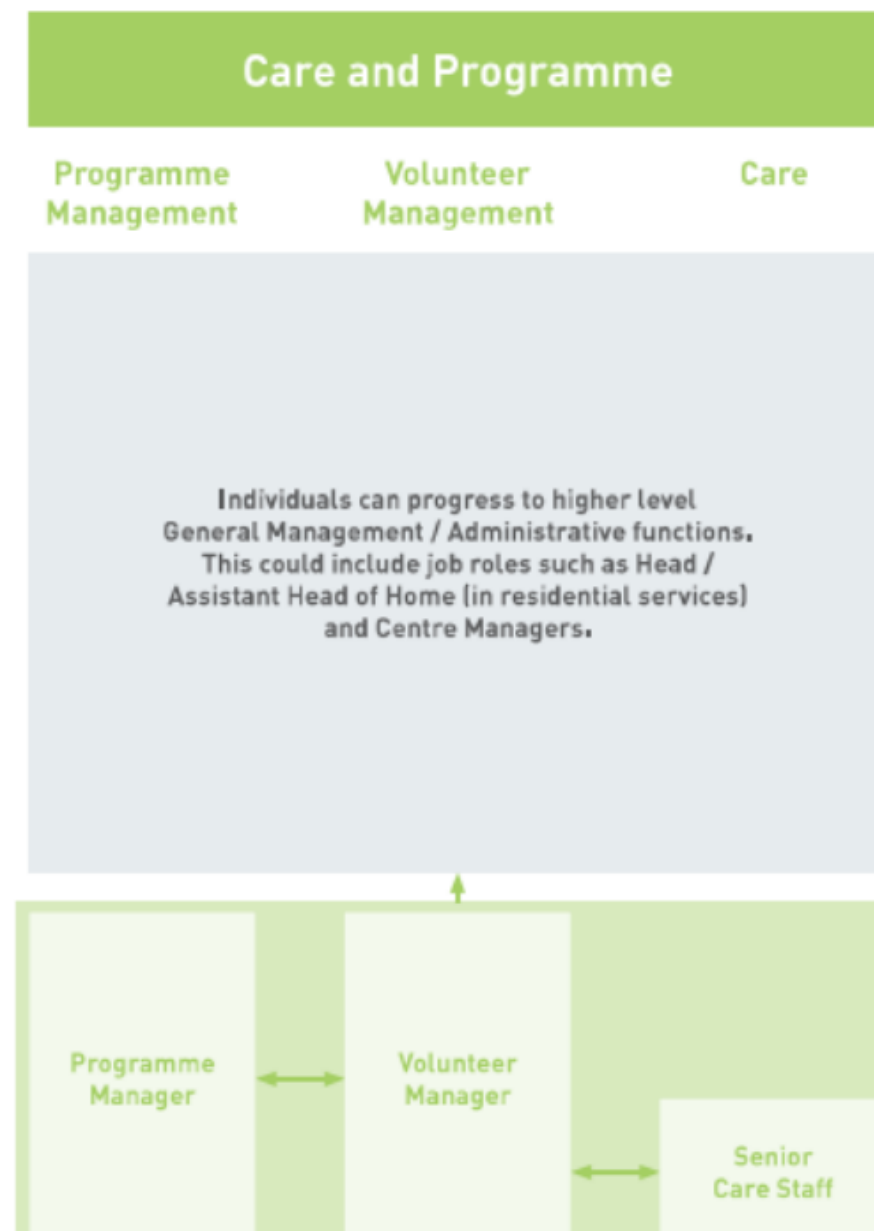 Care and Programme
Programme
Management
Volunteer
Management
Care
Individuals can progress to higher level
General Management / Administrative functions.
This could include job roles such as Head /
Assistant Head of Home (in residential services)
and Centre Managers.
Programme
Manager
Volunteer
Manager
Senior
Care Staff